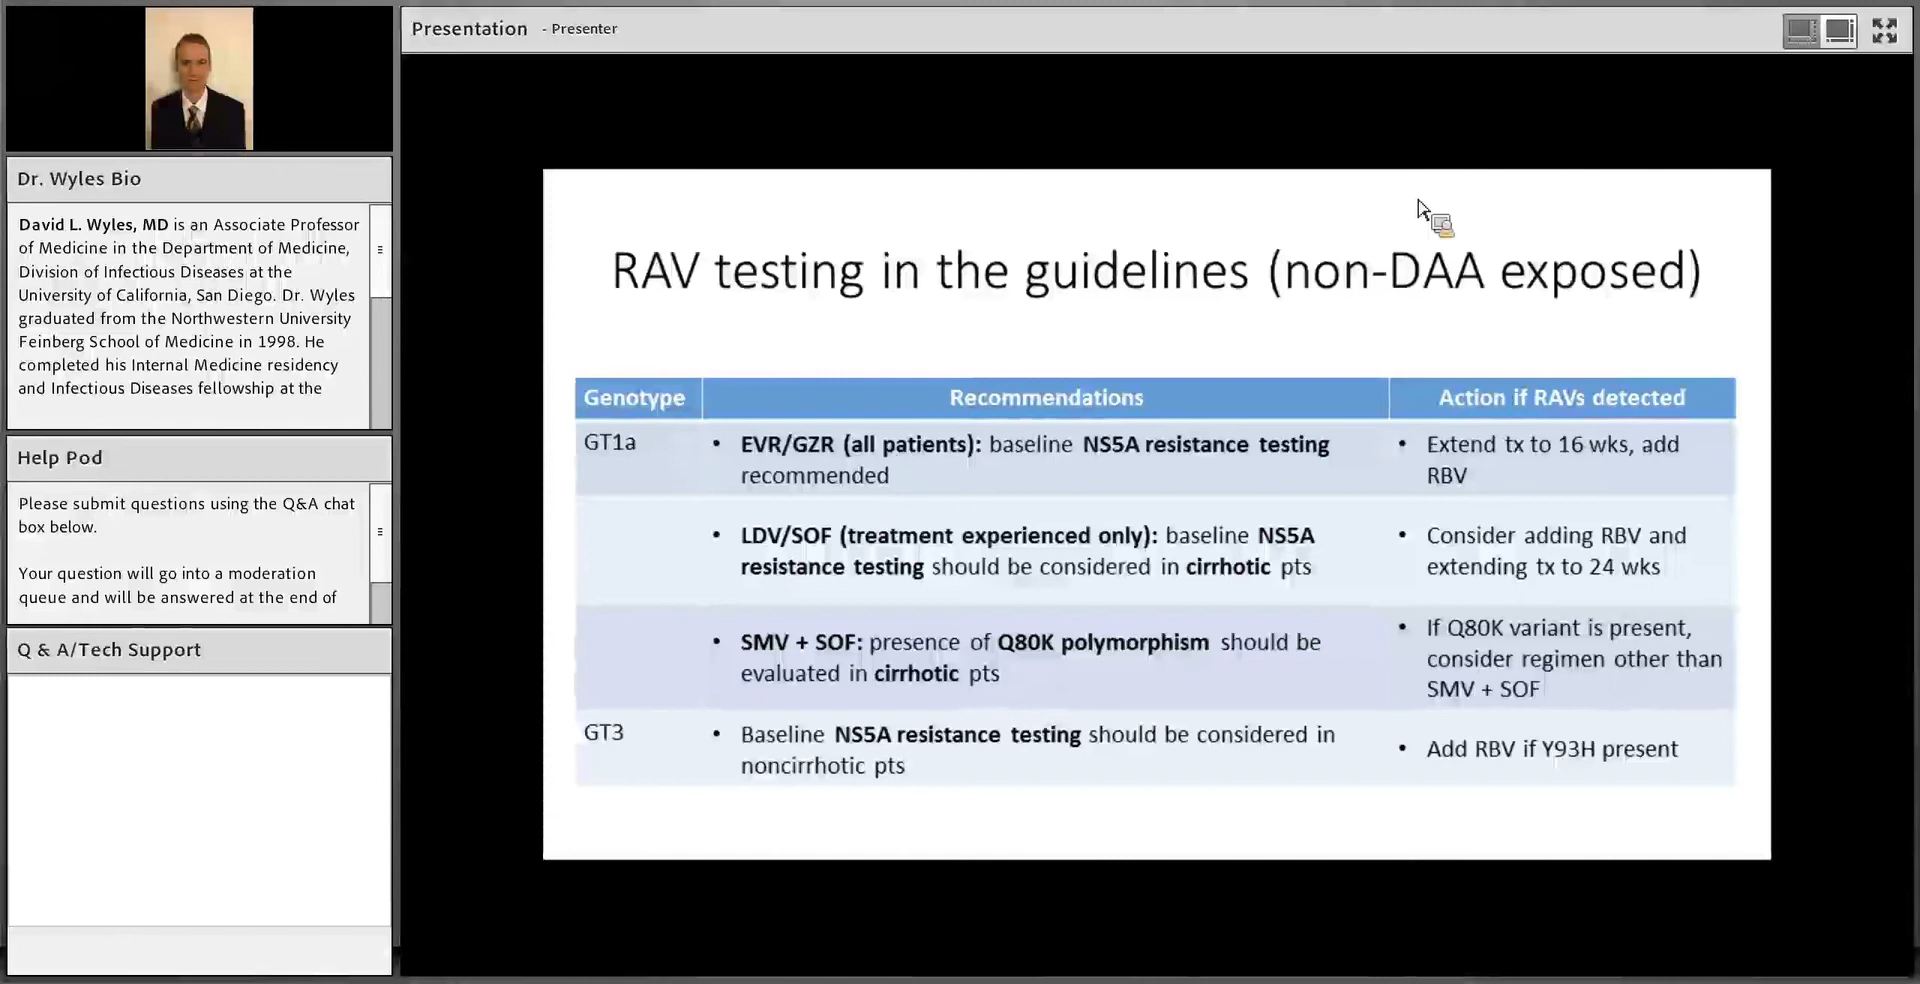 Presentation - Presenter
Dr. Wyles Bio
David L. Wyles, MD is an Associate Professor
of Medicine in the Department of Medicine,
Division of Infectious Diseases at the
University of California, San Diego. Dr. Wyles
graduated from the Northwestern University
Feinberg School of Medicine in 1998. He
completed his Internal Medicine residency
and Infectious Diseases fellowship at the
Help Pod
Please submit questions using the Q&A chat
box below.
Your question will go into a moderation
queue and will be answered at the end of
Q & A/Tech Support
RAV testing in the guidelines (non-DAA exposed)
Genotype Recommendations Action if RAVs detected
GT1a
• EVR/GZR (all patients): baseline NS5A resistance testing
recommended
• Extend tx to 16 wks, add
RBV
• LDV/SOF (treatment experienced only): baseline NS5A
resistance testing should be considered in cirrhotic pts
• Consider adding RBV and
extending tx to 24 wks
• SMV + SOF: presence of Q80K polymorphism should be
evaluated in cirrhotic pts
• If Q80K variant is present,
consider regimen other than
SMV + SOF
GT3
• Baseline NS5A resistance testing should be considered in
noncirrhotic pts
• Add RBV if Y93H present